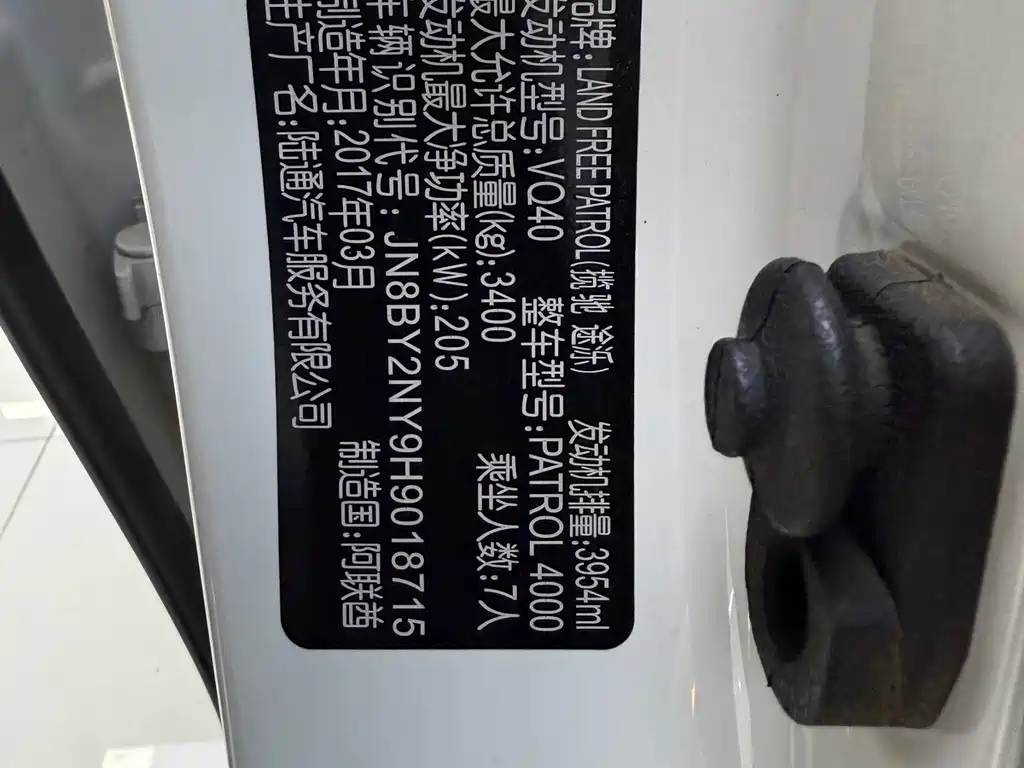 品牌: LAND FREE PATROL(揽驰 途乐) 发动机排量:3954ml
发动机型号:VQ40 整车型号:PATROL 4000
最大允许总质量(kg):3400 乘坐人数:7人
发动机最大净功率(kW):205
车辆识别代号: JN8BY2NY9H9018715
制造年月:2017年03月 制造国:阿联酋
生产厂名:陆通汽车服务有限公司